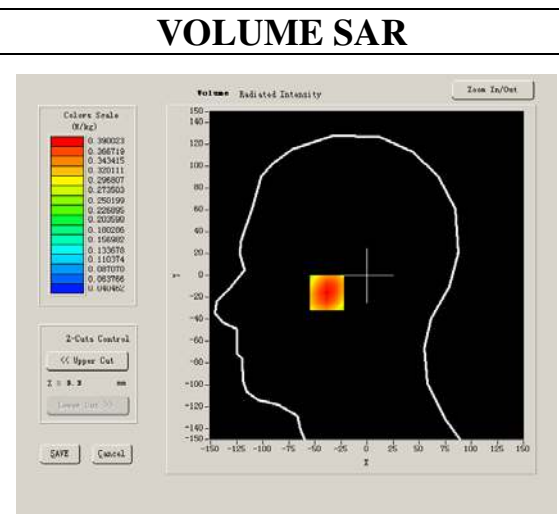 VOLUME SAR
Volume Radiated Intensity
Zoom In/Out
Colors Scale
(W/kg)
0.390023
0.366719
0.343415
0.320111
0.296807
0.273503
0.250199
0.226895
0.203590
0.180286
0.156982
0.133678
0.110374
0.087070
0.063766
0.040462
Z-Cuts Control
<< Upper Cut
Z = mm
Lower Cut >>
SAVE
Cancel
150
140
120
100
80
60
40
20
0
-20
-40
-60
-80
-100
-120
-140
-150
Y
-150 -125 -100 -75 -50 -25 0 25 50 75 100 125 150
X